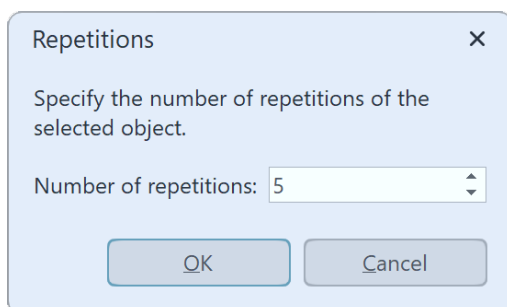 Repetitions
Specify the number of repetitions of the
selected object.
Number of repetitions: 5
OK
Cancel